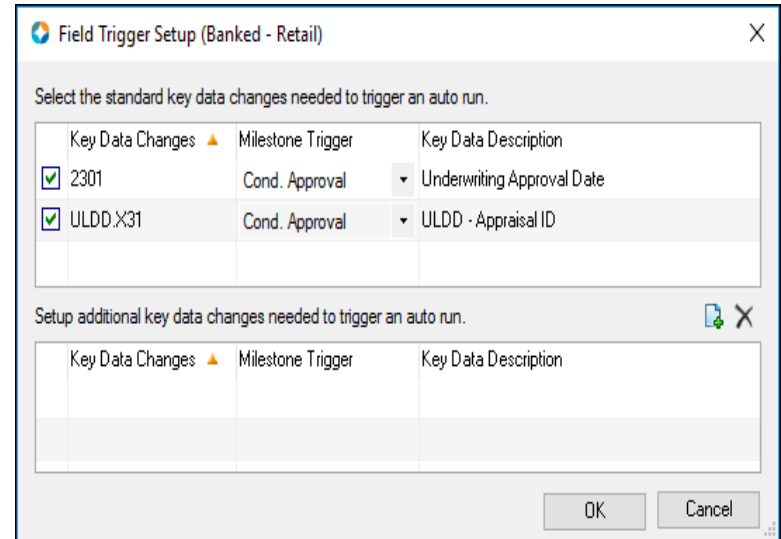 Field Trigger Setup (Banked - Retail)
Select the standard key data changes needed to trigger an auto run.
Key Data Changes Milestone Trigger Key Data Description
2301 Cond. Approval Underwriting Approval Date
ULDD.X31 Cond. Approval ULDD - Appraisal ID
Setup additional key data changes needed to trigger an auto run.
Key Data Changes Milestone Trigger Key Data Description
OK Cancel